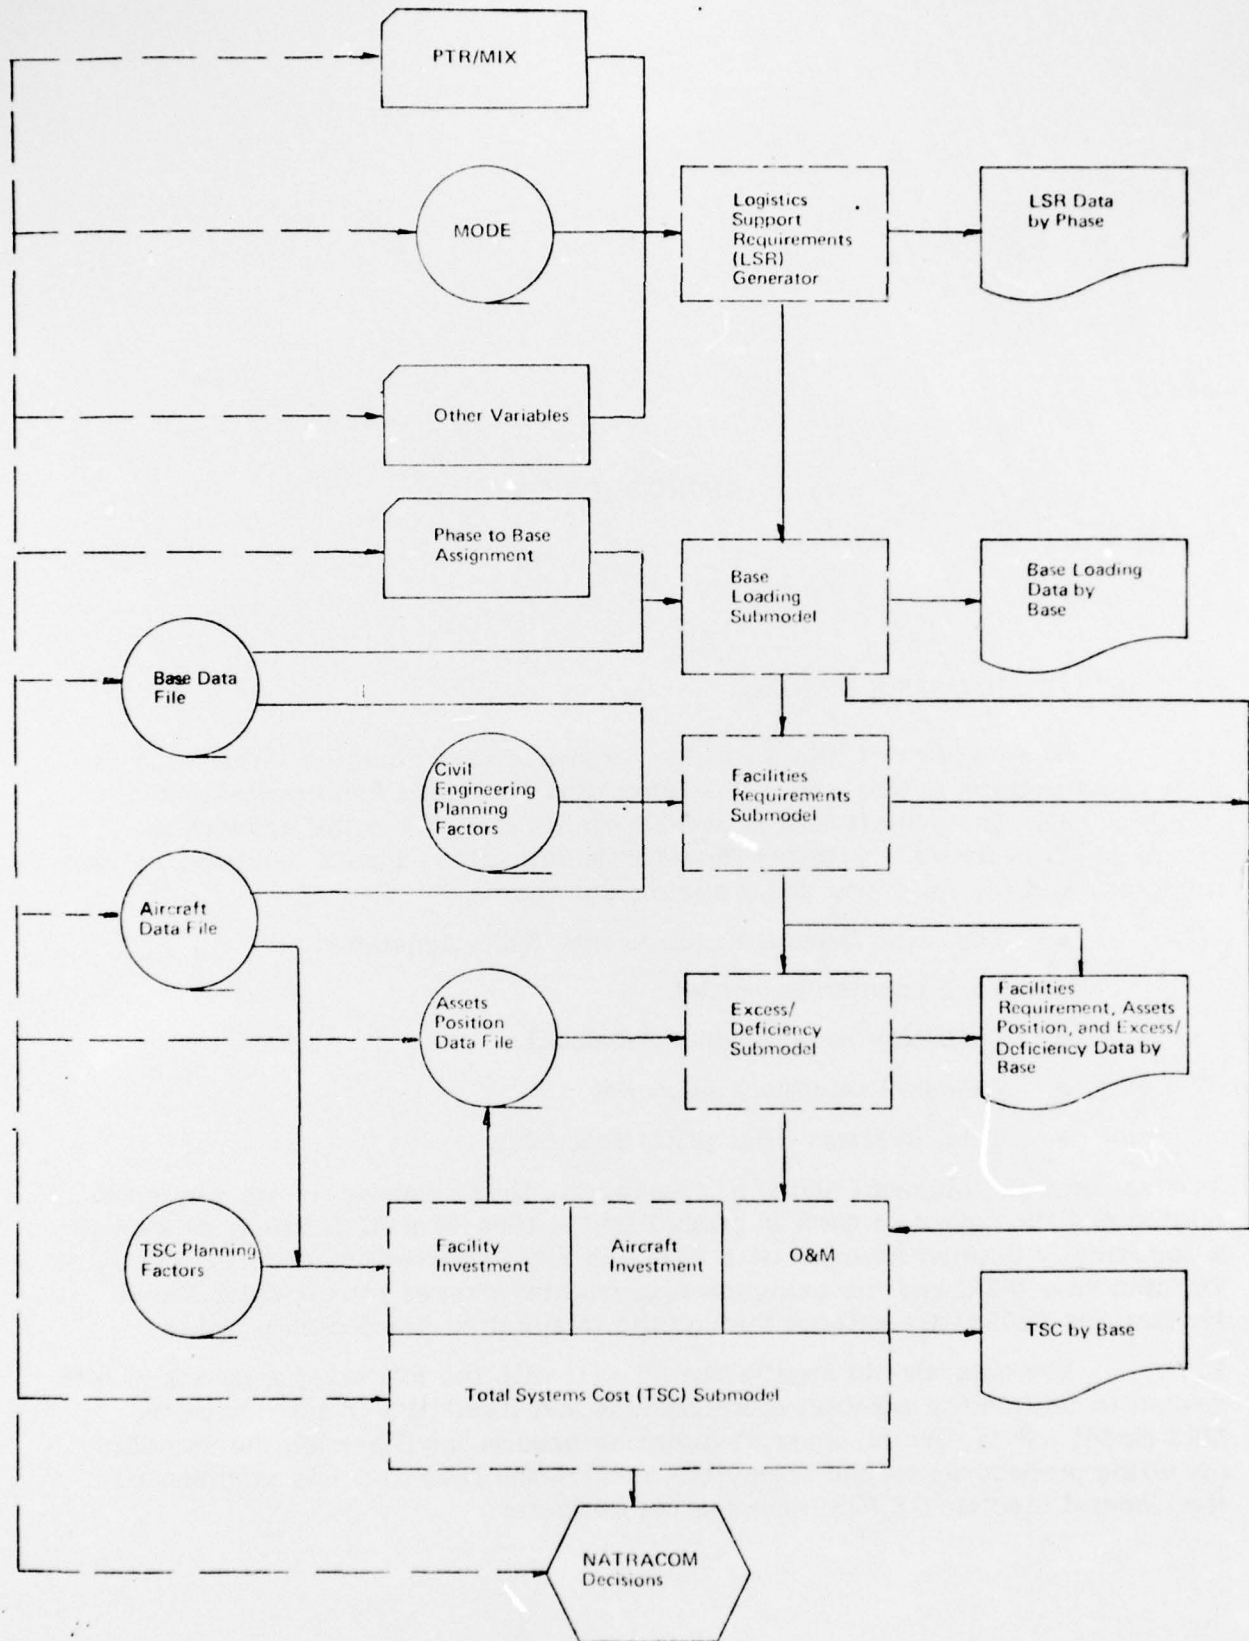 PTR/MIX
MODE
Logistics
Support
Requirements
(LSR)
Generator
LSR Data
by Phase
Other Variables
Phase to Base
Assignment
Base
Loading
Submodel
Base Loading
Data by
Base
Base Data
File
Civil
Engineering
Planning
Factors
Facilities
Requirements
Submodel
Aircraft
Data File
Assets
Position
Data File
Excess/
Deficiency
Submodel
Facilities
Requirement, Assets
Position, and Excess/
Deficiency Data by
Base
TSC Planning
Factors
Facility
Investment
Aircraft
Investment
O&M
TSC by Base
Total Systems Cost (TSC) Submodel
NATRACOM
Decisions